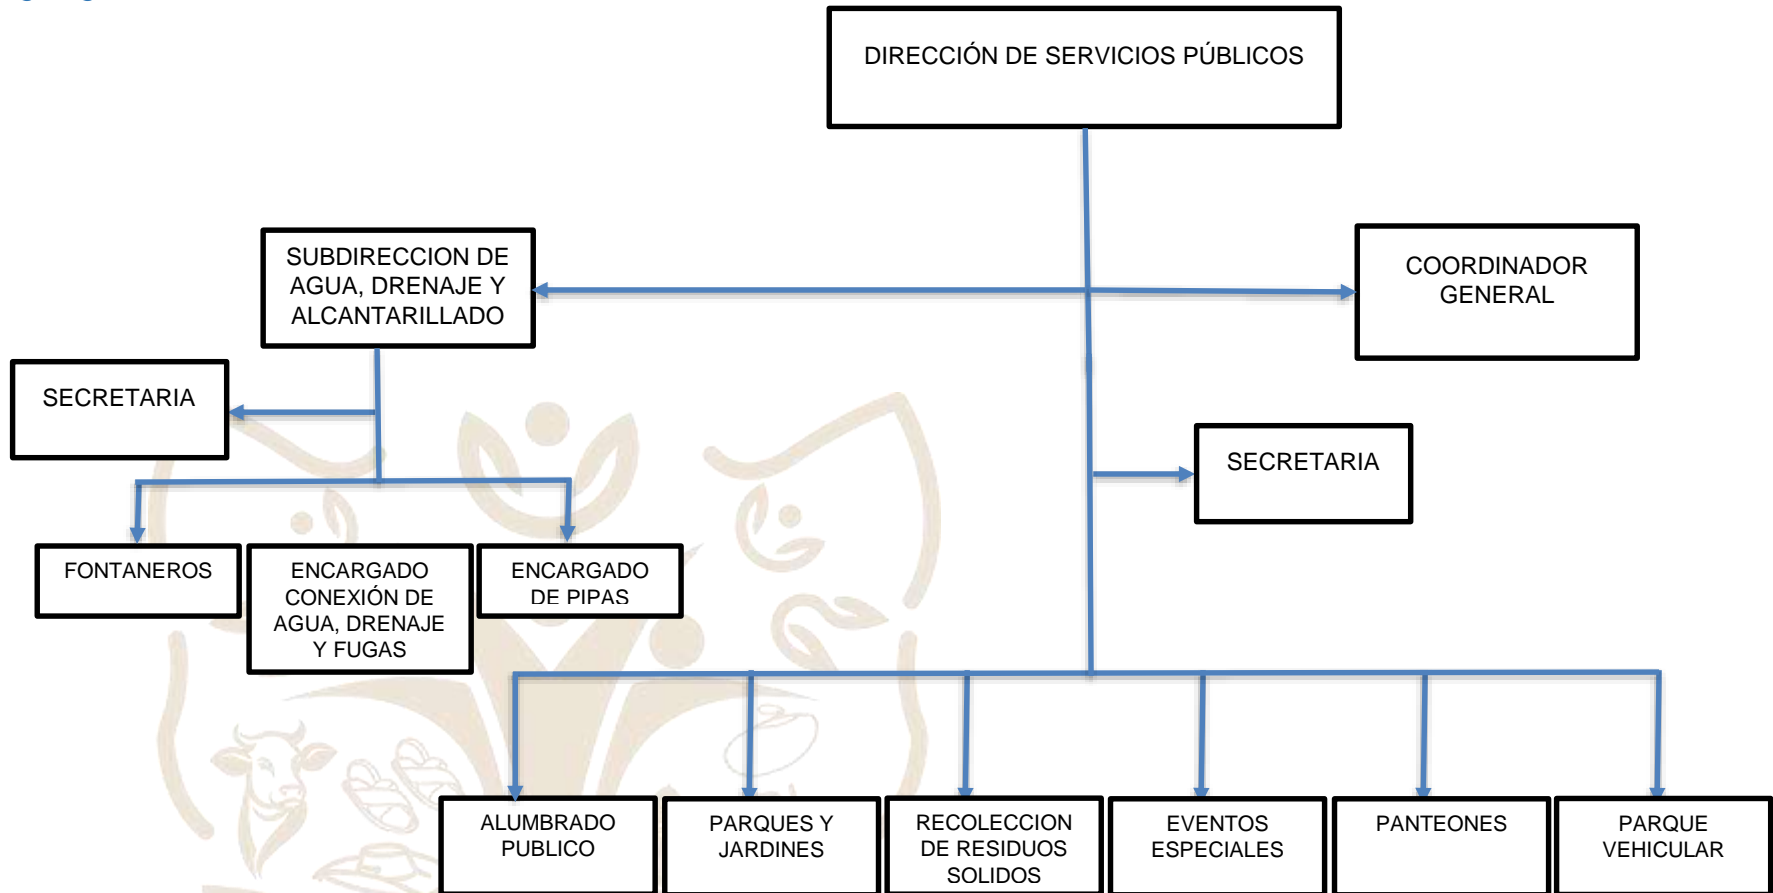 DIRECCIÓN DE SERVICIOS PÚBLICOS
SUBDIRECCION DE
AGUA, DRENAJE Y
ALCANTARILLADO
COORDINADOR
GENERAL
SECRETARIA
SECRETARIA
FONTANEROS
ENCARGADO
CONEXIÓN DE
AGUA, DRENAJE
Y FUGAS
ENCARGADO
DE PIPAS
ALUMBRADO
PUBLICO
PARQUES Y
JARDINES
RECOLECCION
DE RESIDUOS
SOLIDOS
EVENTOS
ESPECIALES
PANTEONES
PARQUE
VEHICULAR